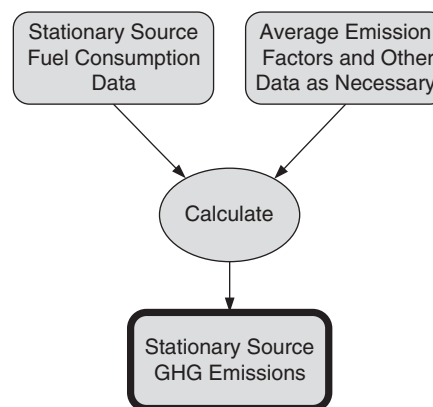 Stationary Source
Fuel Consumption
Data
Average Emission
Factors and Other
Data as Necessary
Calculate
Stationary Source
GHG Emissions